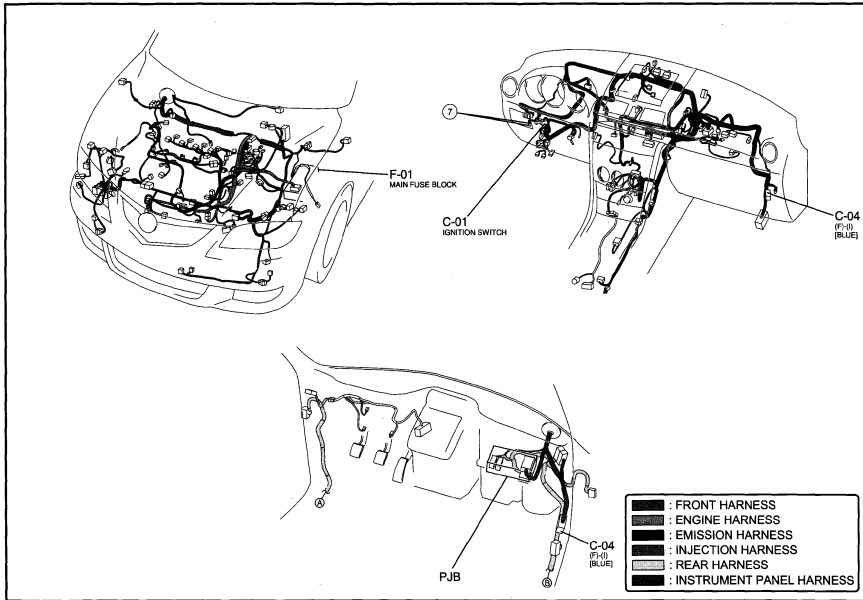 7
F-01
MAIN FUSE BLOCK
C-01
IGNITION SWITCH
C-04
(F)-(I)
[BLUE]
A
PJB
C-04
(F)-(I)
[BLUE]
B
: FRONT HARNESS
: ENGINE HARNESS
: EMISSION HARNESS
: INJECTION HARNESS
: REAR HARNESS
: INSTRUMENT PANEL HARNESS